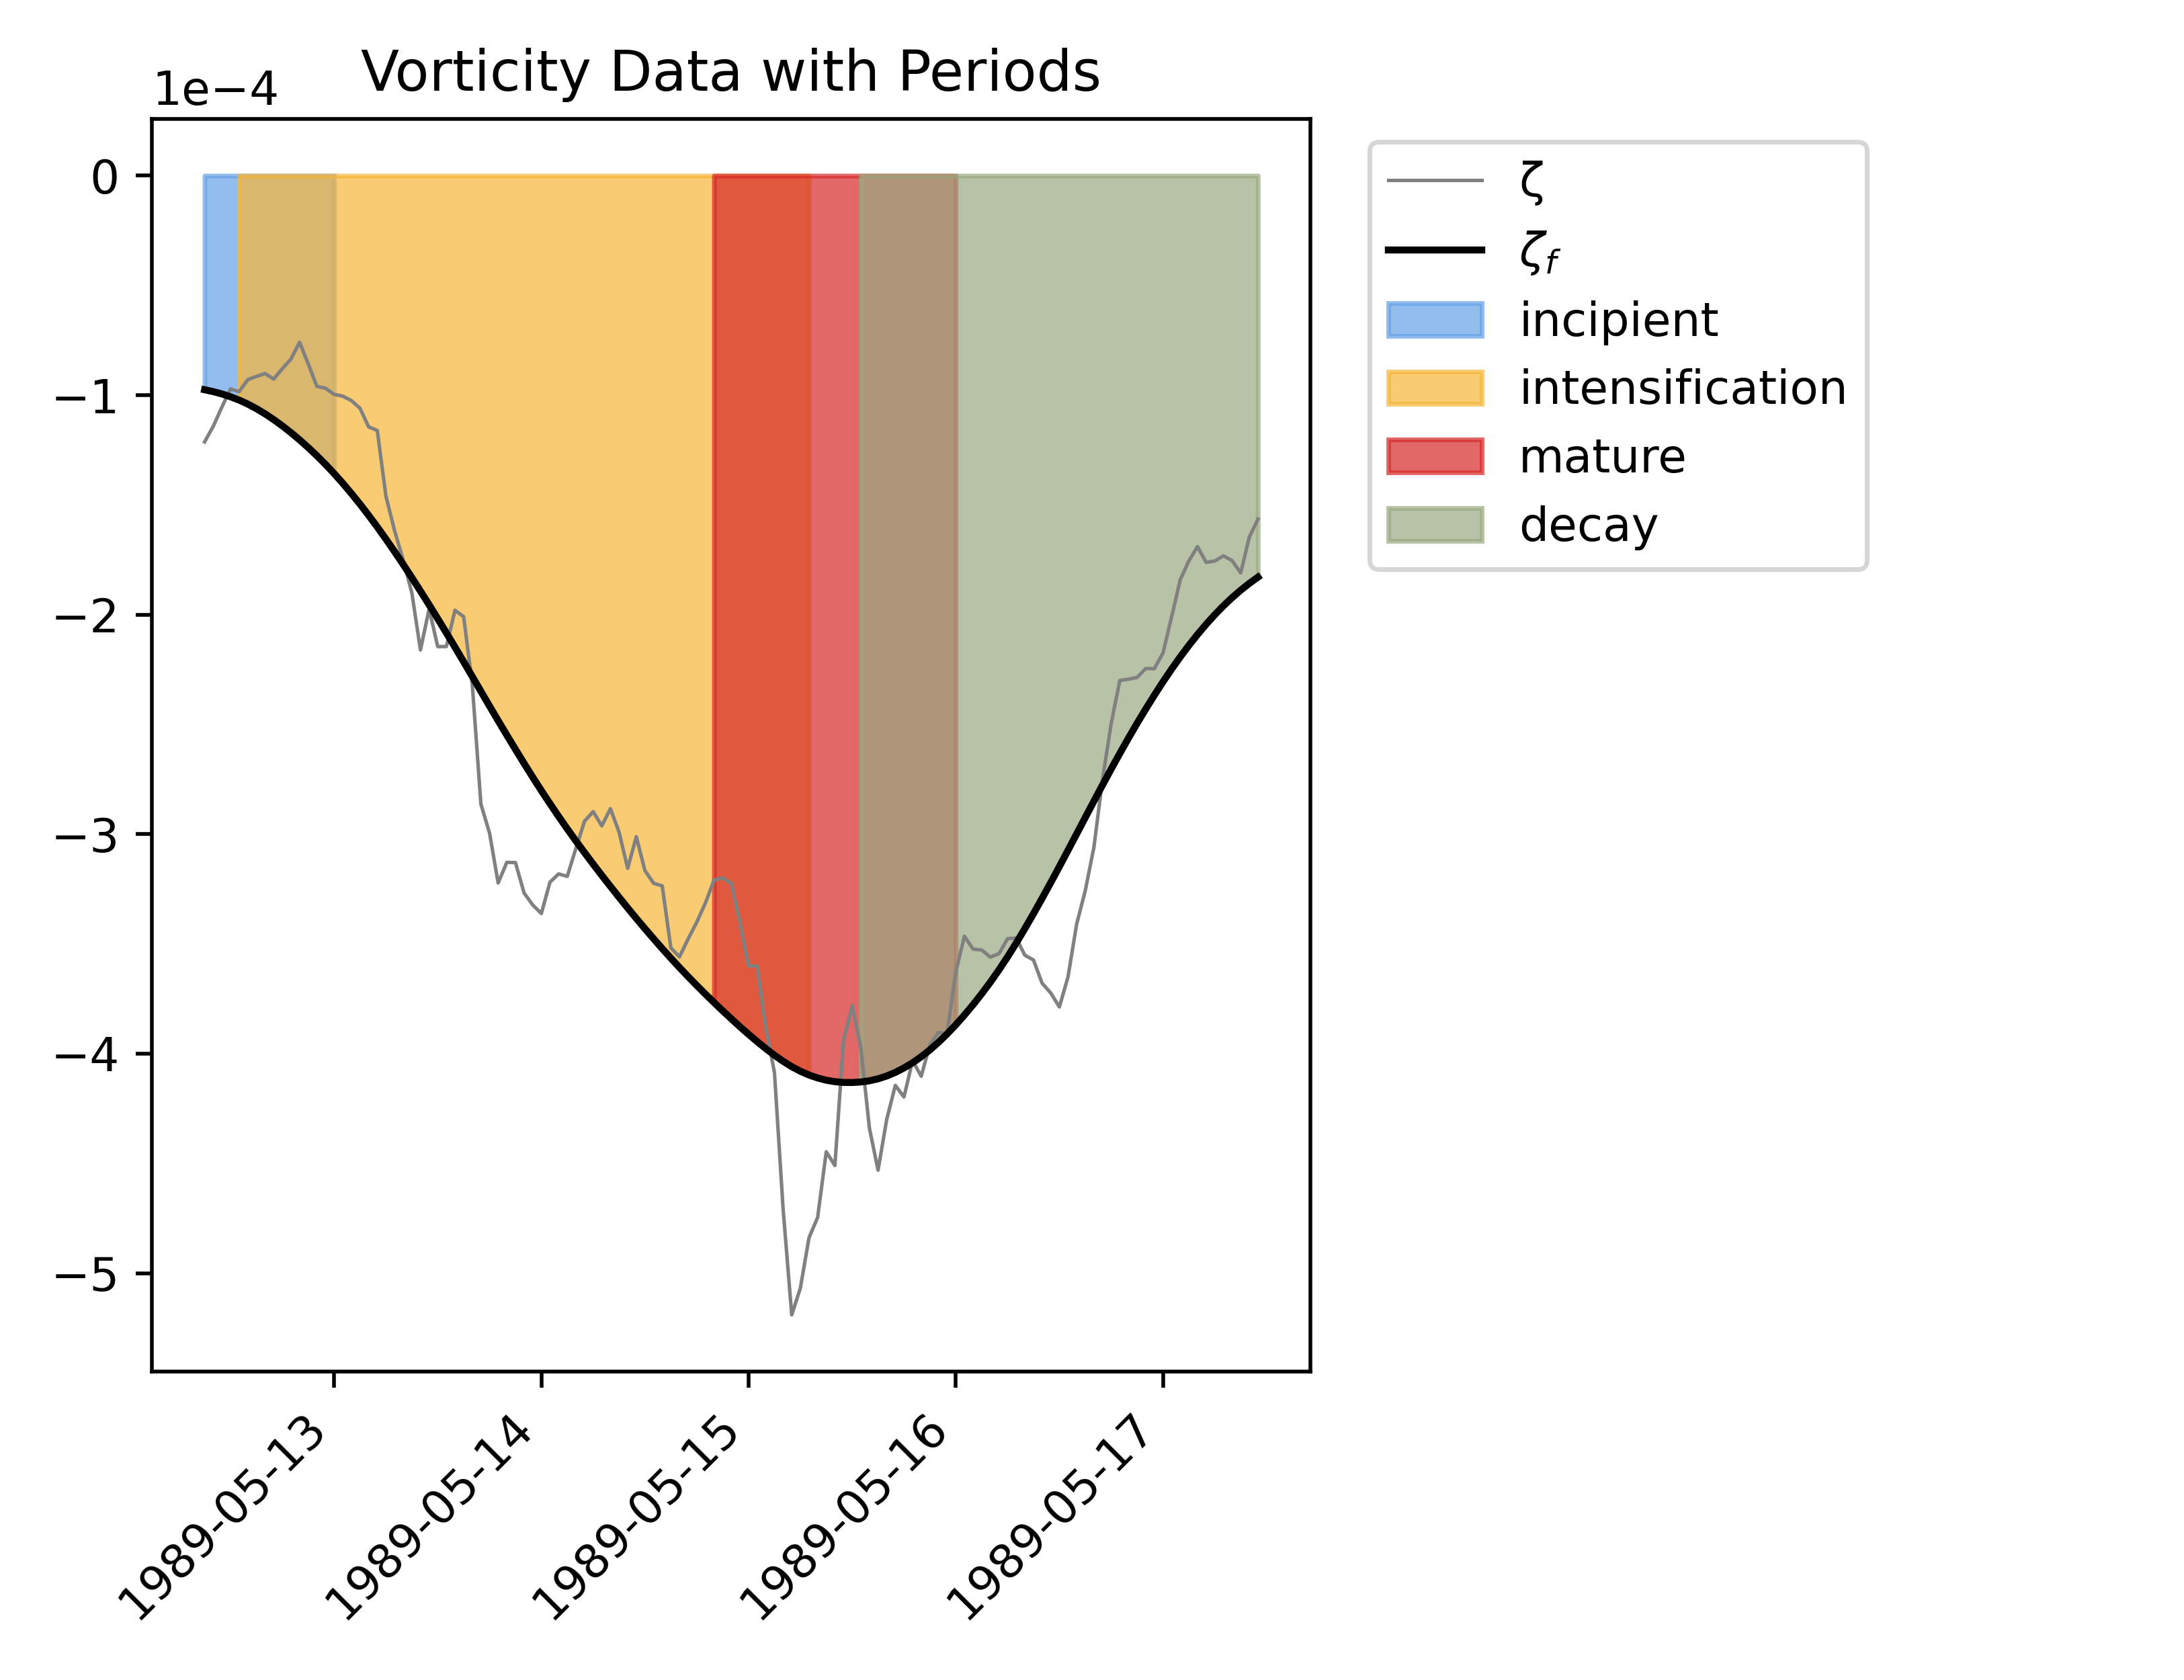 Vorticity Data with Periods
1e−4
0
−1
−2
−3
−4
−5
1989-05-13
1989-05-14
1989-05-15
1989-05-16
1989-05-17
ζ
ζf
incipient
intensification
mature
decay